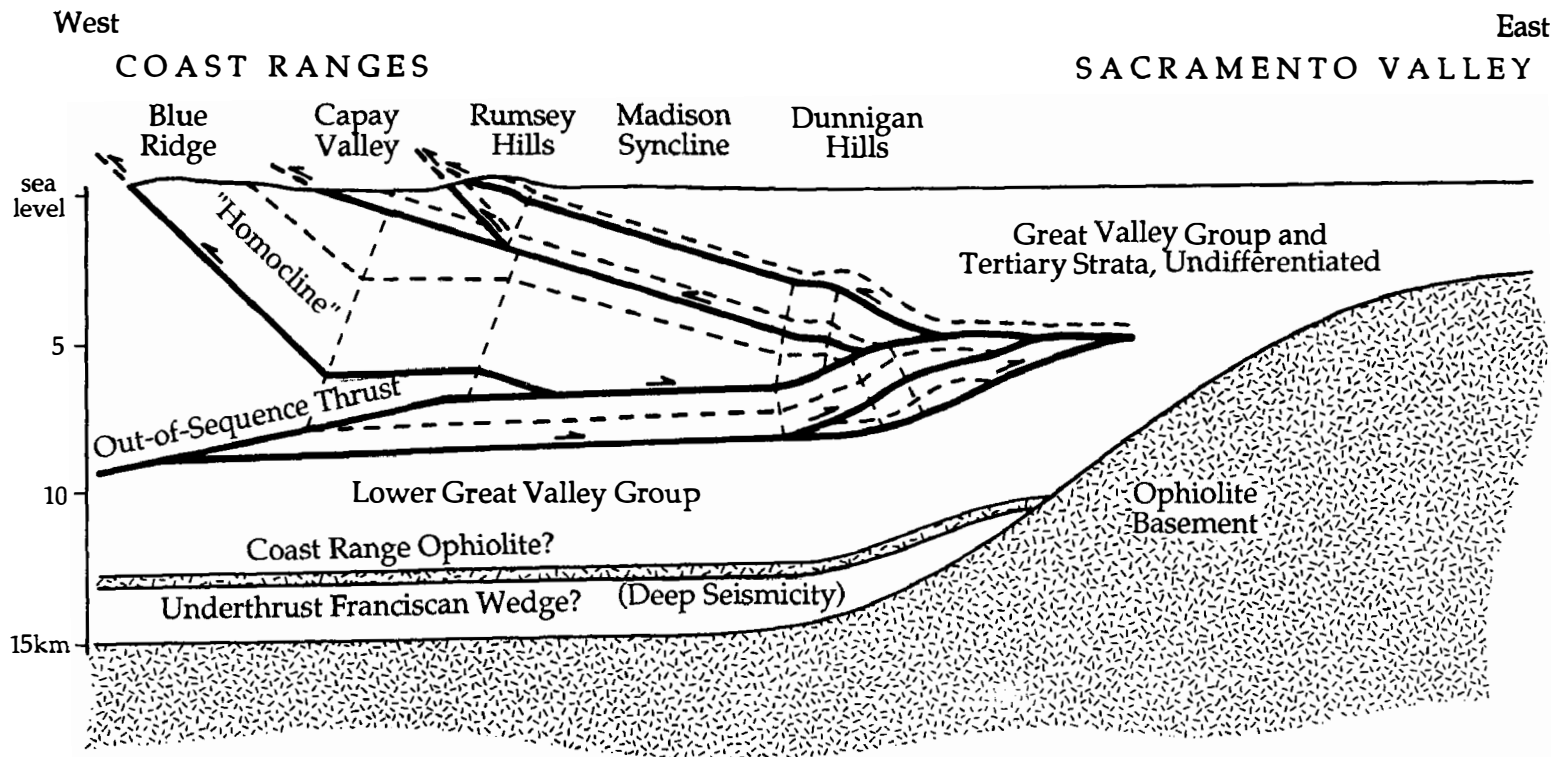 West
East
COAST RANGES
SACRAMENTO VALLEY
Blue
Ridge
Capay
Valley
Rumsey
Hills
Madison
Syncline
Dunnigan
Hills
sea
level
"Homocline"
Great Valley Group and
Tertiary Strata, Undifferentiated
5
Out-of-Sequence Thrust
10
Lower Great Valley Group
Ophiolite
Basement
Coast Range Ophiolite?
Underthrust Franciscan Wedge?
(Deep Seismicity)
15km